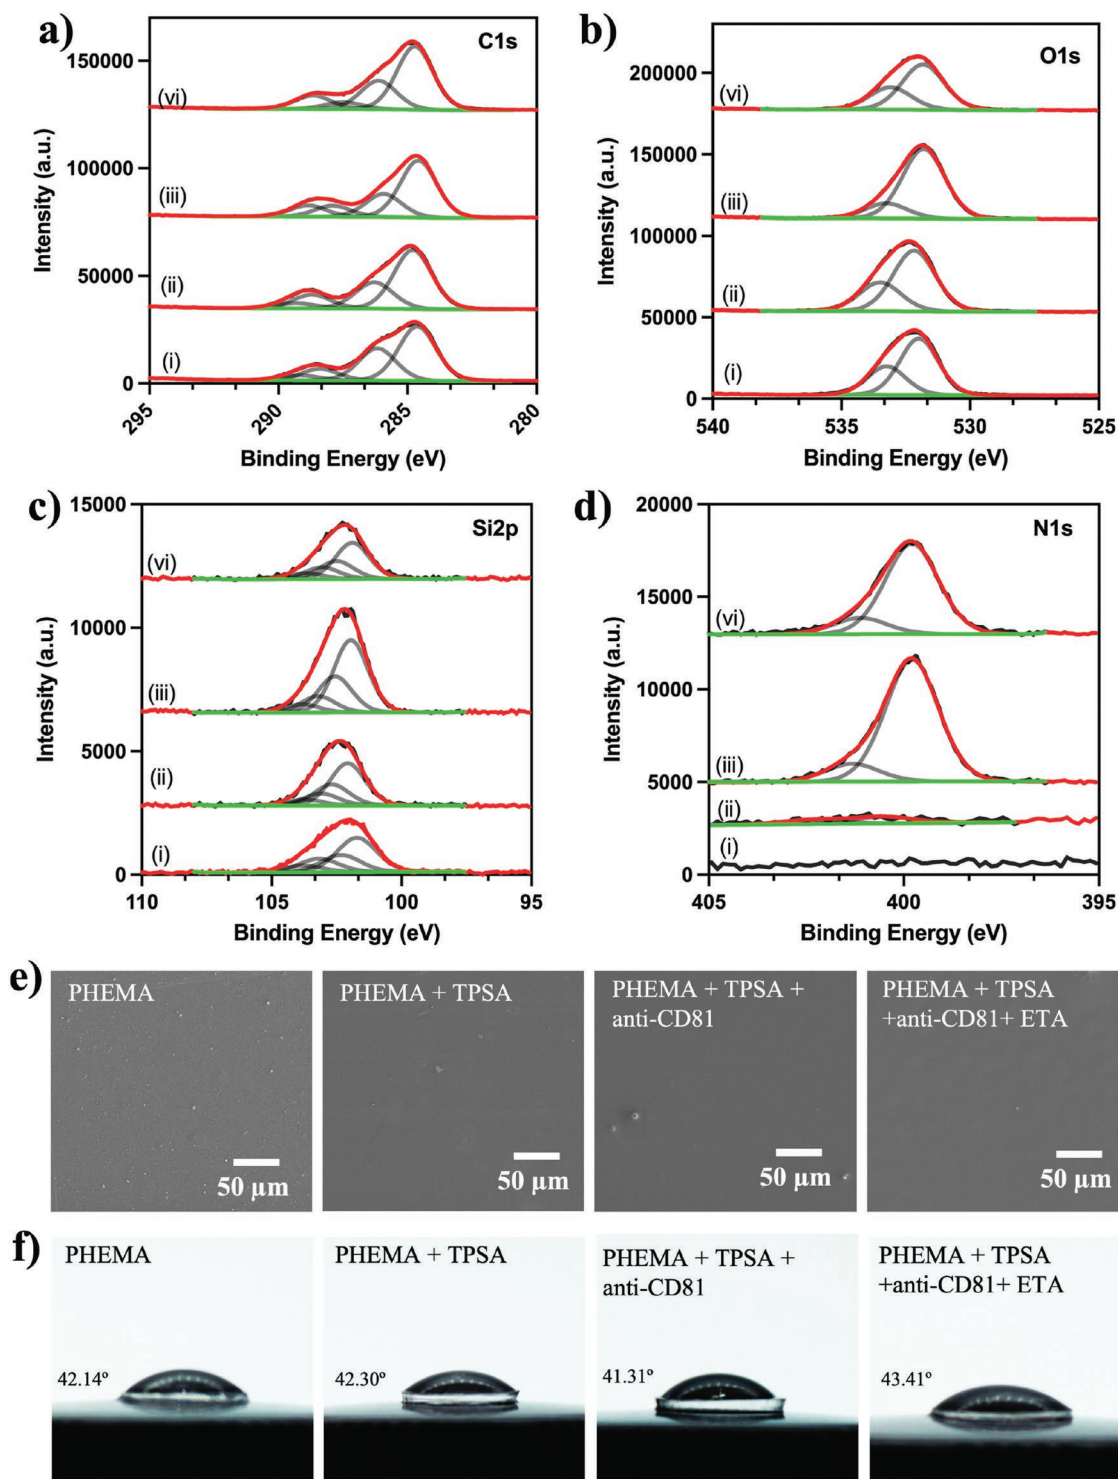 a)
C1s
150000
100000
50000
0
(vi)
(iii)
(ii)
(i)
295
290
285
280
Intensity (a.u.)
Binding Energy (eV)
b)
O1s
200000
150000
100000
50000
0
(vi)
(iii)
(ii)
(i)
540
535
530
525
Intensity (a.u.)
Binding Energy (eV)
c)
Si2p
15000
10000
5000
0
(vi)
(iii)
(ii)
(i)
110
105
100
95
Intensity (a.u.)
Binding Energy (eV)
d)
N1s
20000
15000
10000
5000
0
(vi)
(iii)
(ii)
(i)
405
400
395
Intensity (a.u.)
Binding Energy (eV)
e)
PHEMA
50 µm
PHEMA + TPSA
50 µm
PHEMA + TPSA +
anti-CD81
50 µm
PHEMA + TPSA
+anti-CD81+ ETA
50 µm
f)
PHEMA
42.14º
PHEMA + TPSA
42.30º
PHEMA + TPSA +
anti-CD81
41.31º
PHEMA + TPSA
+anti-CD81+ ETA
43.41º